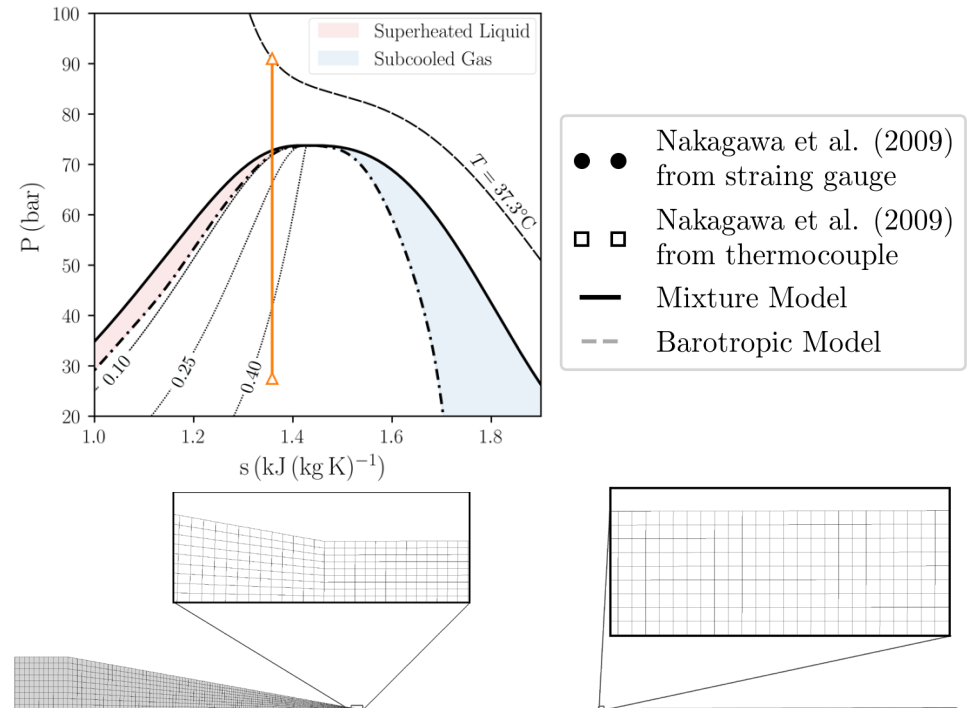 100
90
80
70
60
50
40
30
20
P (bar)
Superheated Liquid
Subcooled Gas
T = 37.3°C
0.10
0.25
0.40
1.0 1.2 1.4 1.6 1.8
s (kJ (kg K)⁻¹)
Nakagawa et al. (2009)
from straing gauge
Nakagawa et al. (2009)
from thermocouple
Mixture Model
Barotropic Model